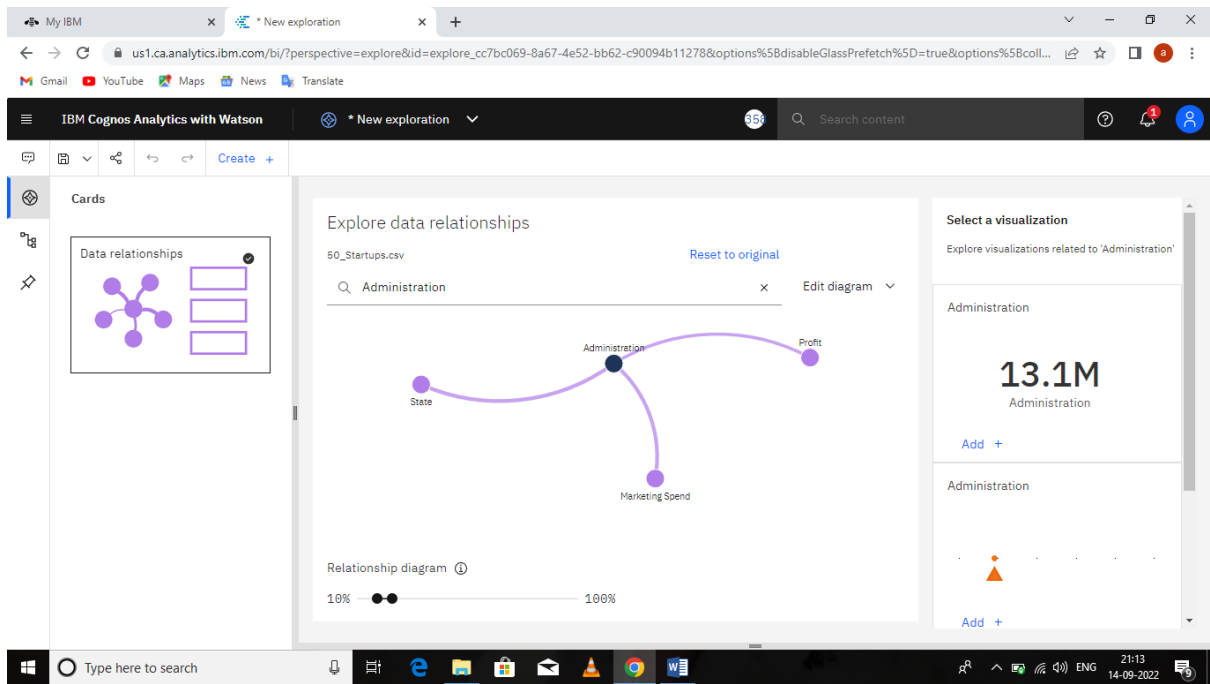 My IBM
* New exploration
us1.ca.analytics.ibm.com/bi/?perspective=explore&id=explore_cc7bc069-8a67-4e52-bb62-c90094b11278&options%5BdisableGlassPrefetch%5D=true&options%5Bcoll...
a
Gmail YouTube Maps News Translate
IBM Cognos Analytics with Watson
* New exploration
358
Search content
1
Create +
Cards
Data relationships
Explore data relationships
50_Startups.csv
Reset to original
Administration
Edit diagram
Administration
Profit
State
Marketing Spend
Relationship diagram
10% 100%
Select a visualization
Explore visualizations related to 'Administration'
Administration
13.1M
Administration
Add +
Administration
Add +
Type here to search
ENG
21:13
14-09-2022
9